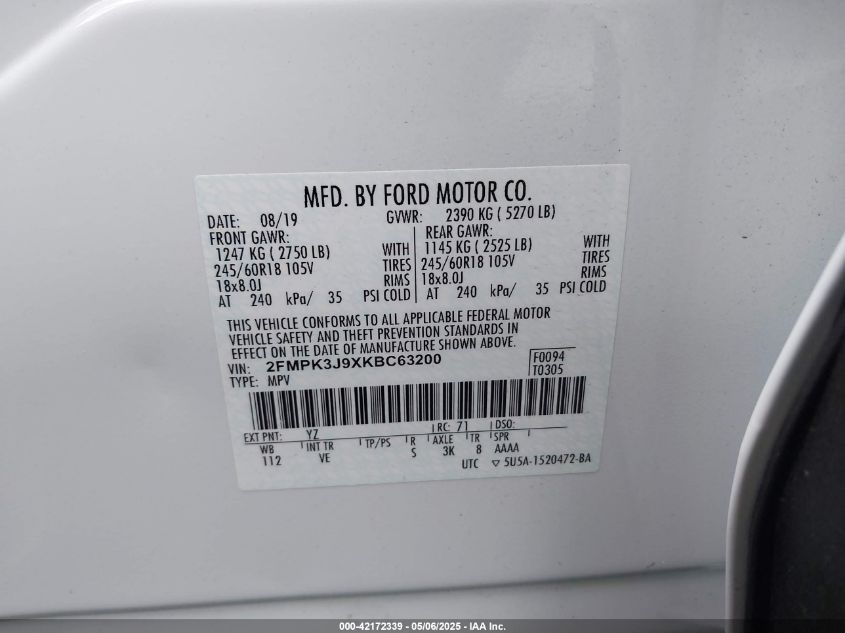 MFD. BY FORD MOTOR CO.
DATE: 08/19 GVWR: 2390 KG ( 5270 LB)
FRONT GAWR: REAR GAWR:
1247 KG ( 2750 LB) WITH 1145 KG ( 2525 LB) WITH
245/60R18 105V TIRES 245/60R18 105V TIRES
18x8.0J RIMS 18x8.0J RIMS
AT 240 kPa/ 35 PSI COLD AT 240 kPa/ 35 PSI COLD
THIS VEHICLE CONFORMS TO ALL APPLICABLE FEDERAL MOTOR
VEHICLE SAFETY AND THEFT PREVENTION STANDARDS IN
EFFECT ON THE DATE OF MANUFACTURE SHOWN ABOVE.
VIN: 2FMPK3J9XKBC63200 F0094
TYPE: MPV T0305
EXT PNT: YZ RC: 71 DSO:
WB INT TR TP/PS R AXLE TR SPR
112 VE S 3K 8 AAAA
UTC ▽ 5U5A-1520472-BA
000-42172339 - 05/06/2025 - IAA Inc.